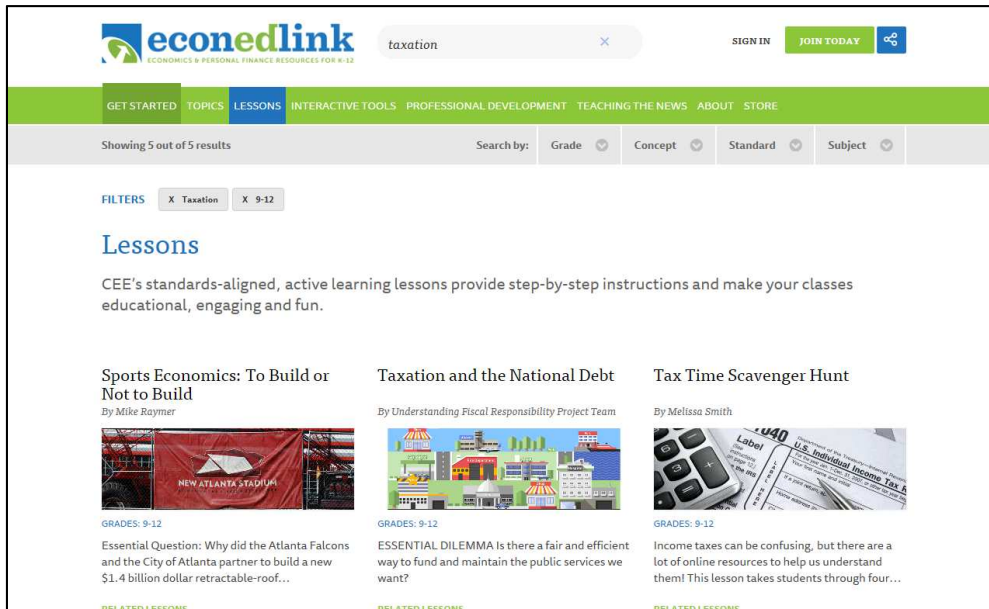 econedlink
ECONOMICS & PERSONAL FINANCE RESOURCES FOR K-12
taxation
SIGN IN
JOIN TODAY
GET STARTED TOPICS LESSONS INTERACTIVE TOOLS PROFESSIONAL DEVELOPMENT TEACHING THE NEWS ABOUT STORE
Showing 5 out of 5 results
Search by: Grade Concept Standard Subject
FILTERS X Taxation X 9-12
Lessons
CEE's standards-aligned, active learning lessons provide step-by-step instructions and make your classes
educational, engaging and fun.
Sports Economics: To Build or
Not to Build
By Mike Raymer
NEW ATLANTA STADIUM
GRADES: 9-12
Essential Question: Why did the Atlanta Falcons
and the City of Atlanta partner to build a new
$1.4 billion dollar retractable-roof...
RELATED LESSONS
Taxation and the National Debt
By Understanding Fiscal Responsibility Project Team
GRADES: 9-12
ESSENTIAL DILEMMA Is there a fair and efficient
way to fund and maintain the public services we
want?
RELATED LESSONS
Tax Time Scavenger Hunt
By Melissa Smith
1040
Label
U.S. Individual Income Tax R
GRADES: 9-12
Income taxes can be confusing, but there are a
lot of online resources to help us understand
them! This lesson takes students through four...
RELATED LESSONS